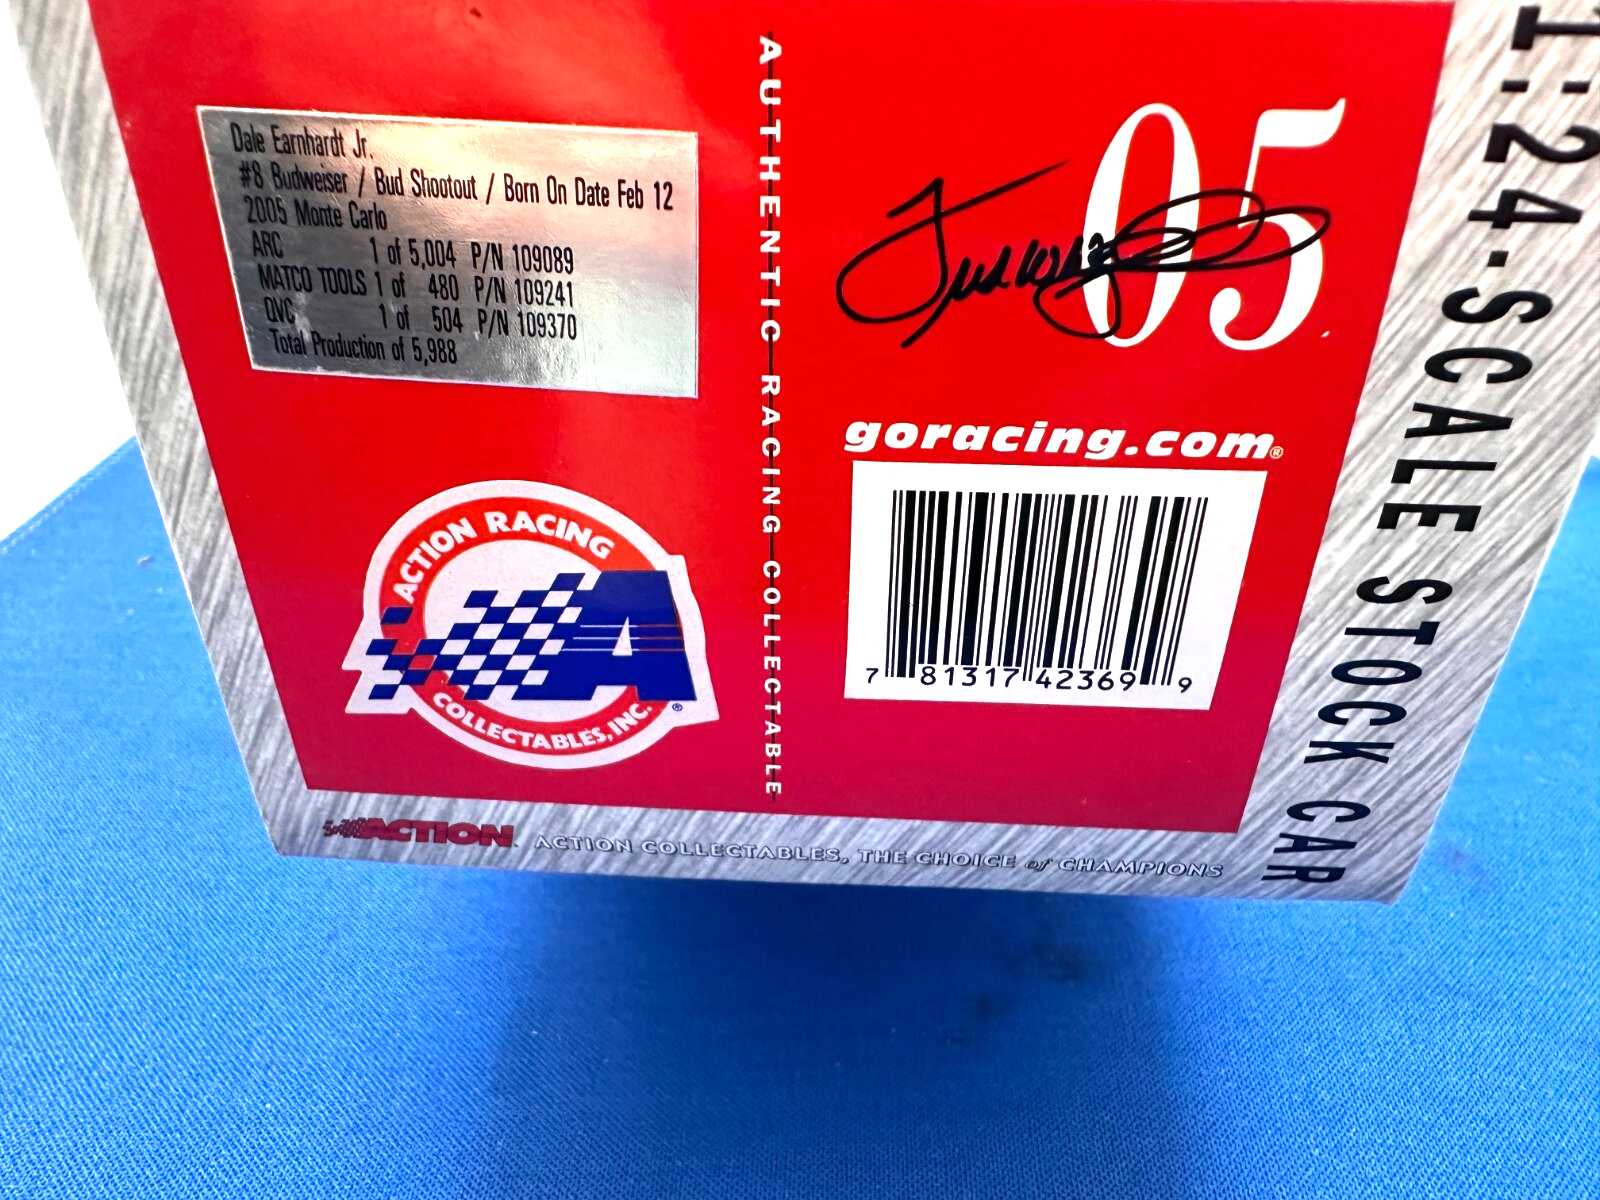 Dale Earnhardt Jr.
#8 Budweiser / Bud Shootout / Born On Date Feb 12
2005 Monte Carlo
ARC 1 of 5,004 P/N 109089
MATCO TOOLS 1 of 480 P/N 109241
QVC 1 of 504 P/N 109370
Total Production of 5,988
AUTHENTIC RACING COLLECTABLE
05
goracing.com®
7 81317 42369 9
ACTION RACING
A
COLLECTABLES, INC.
®
ACTION
ACTION COLLECTABLES, THE CHOICE of CHAMPIONS
1:24-SCALE STOCK CAR